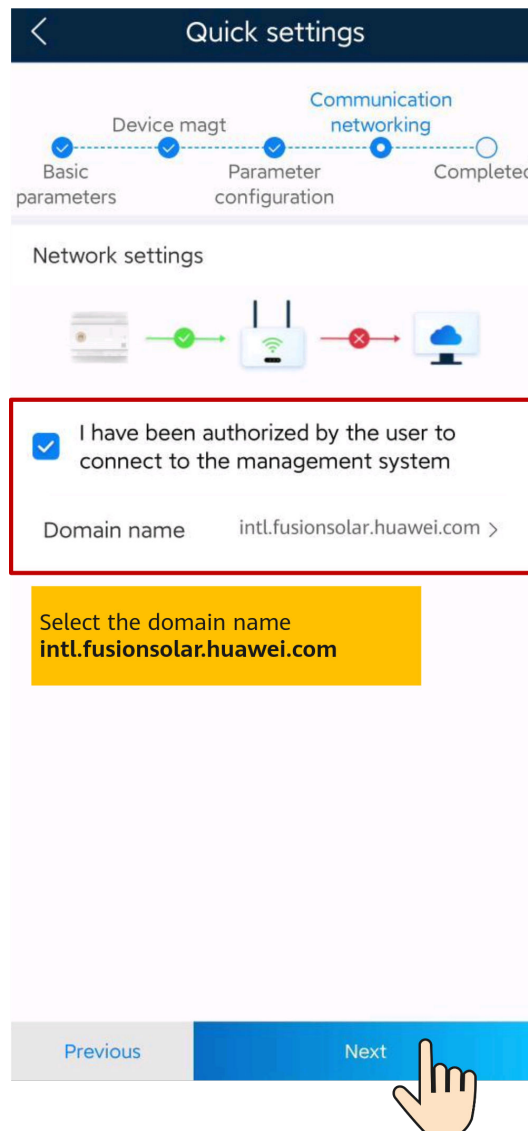 Quick settings
Communication
networking
Device magt
Basic
parameters
Parameter
configuration
Completed
Network settings
I have been authorized by the user to
connect to the management system
Domain name
intl.fusionsolar.huawei.com >
Select the domain name
intl.fusionsolar.huawei.com
Previous
Next